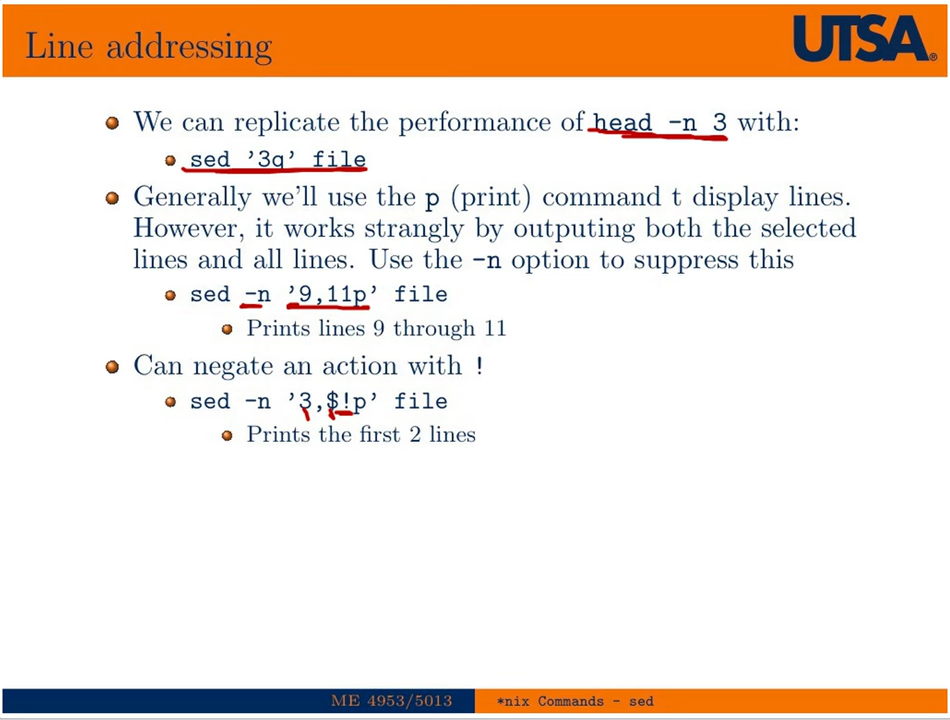 Line addressing
UTSA®
We can replicate the performance of head -n 3 with:
sed ’3q’ file
Generally we’ll use the p (print) command t display lines.
However, it works strangly by outputing both the selected
lines and all lines. Use the -n option to suppress this
sed -n ’9,11p’ file
Prints lines 9 through 11
Can negate an action with !
sed -n ’3,$!p’ file
Prints the first 2 lines
ME 4953/5013
*nix Commands - sed